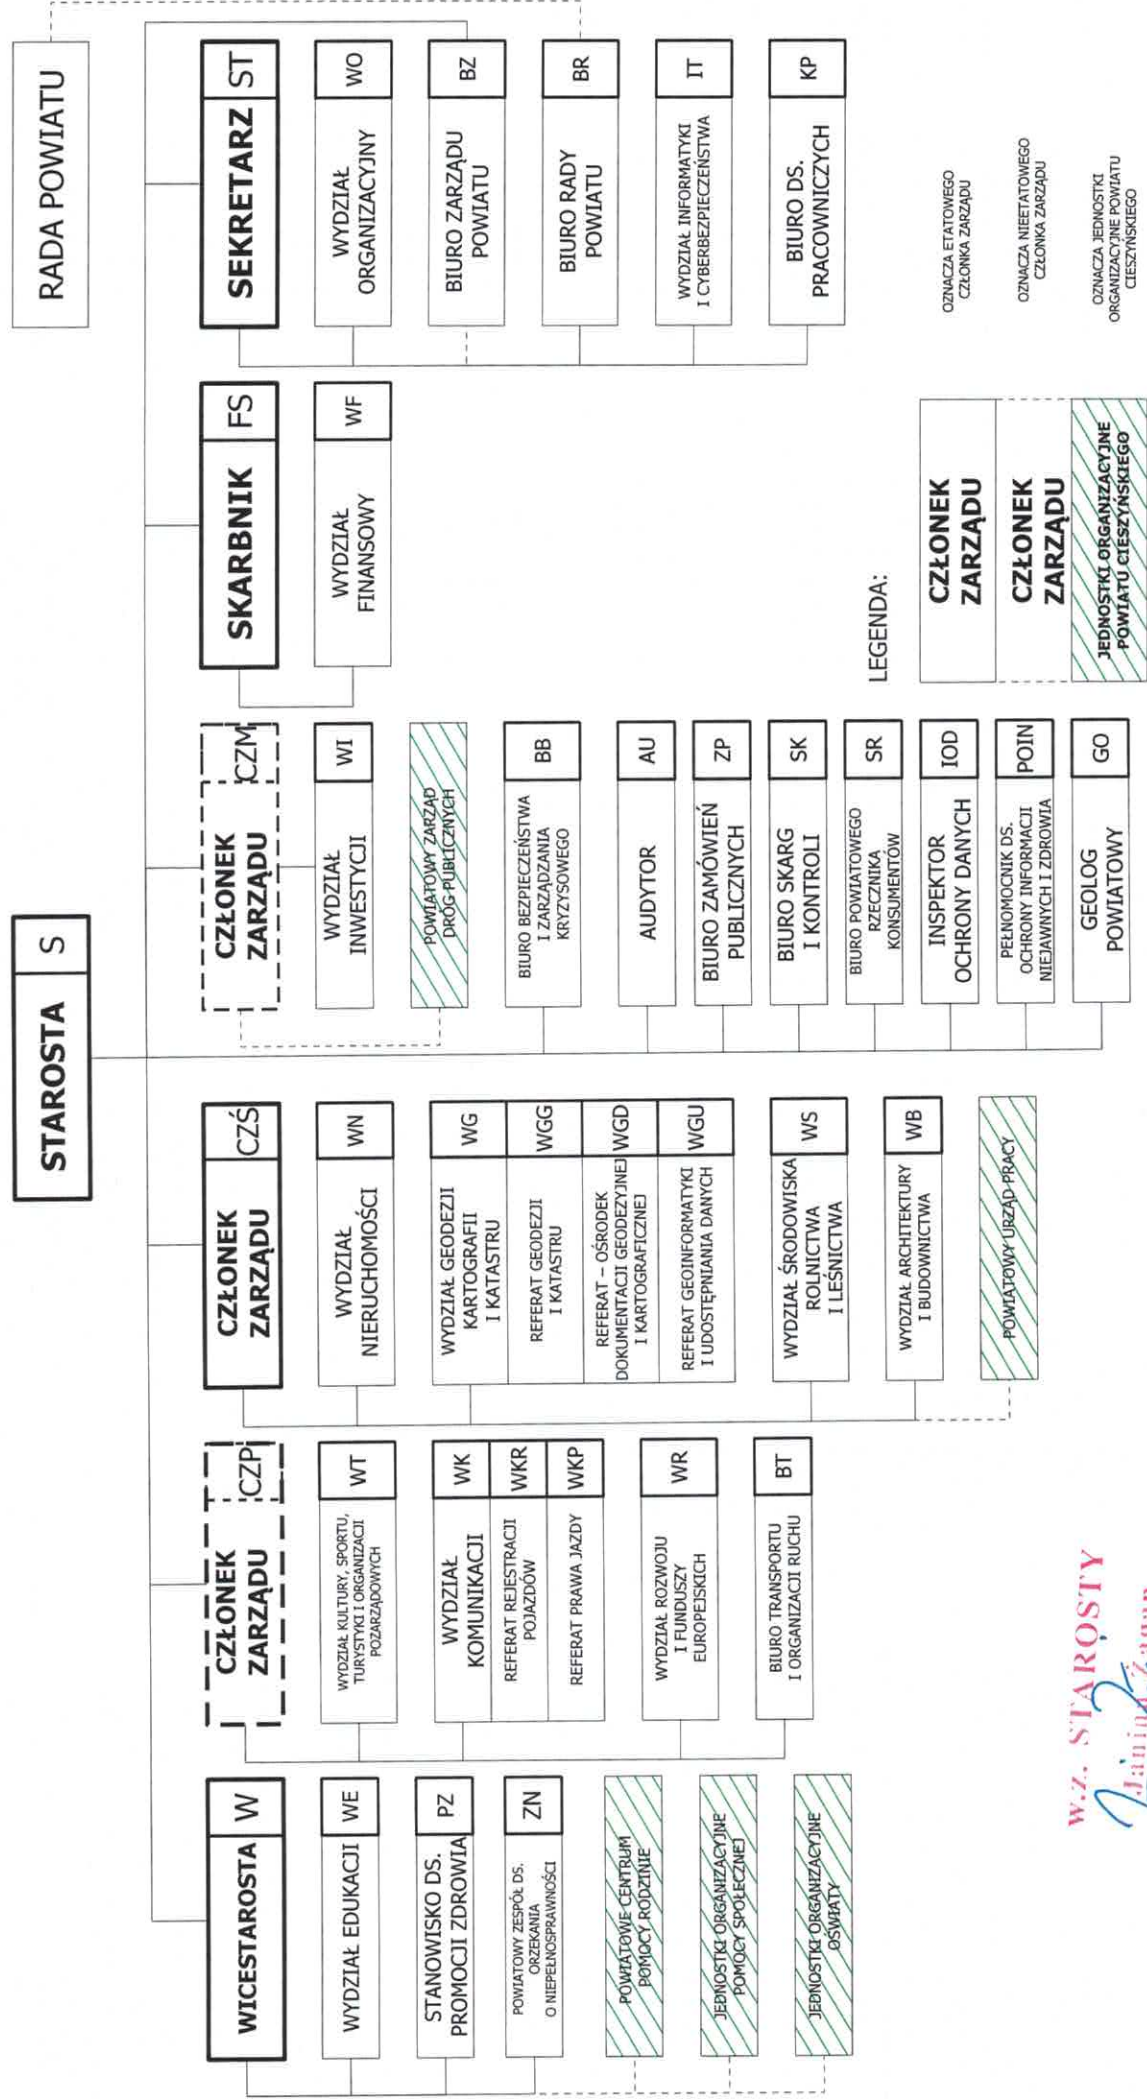 RADA POWIATU
STAROSTA S
WICESTAROSTA W
WYDZIAŁ EDUKACJI WE
STANOWISKO DS.
PROMOCJI ZDROWIA
PZ
POWIATOWY ZESPÓŁ DS.
ORZEKANIA
O NIEPEŁNOSPRAWNOŚCI
ZN
POWIATOWE CENTRUM
POMOCY RODZINIE
JEDNOSTKI ORGANIZACYJNE
POMOCY SPOŁECZNEJ
JEDNOSTKI ORGANIZACYJNE
OŚWIATY
CZŁONEK
ZARZĄDU
CZP
WYDZIAŁ KULTURY, SPORTU,
TURYSTYKI I ORGANIZACJI
POZARZĄDOWYCH
WT
WYDZIAŁ
KOMUNIKACJI
WK
REFERAT REJESTRACJI
POJAZDÓW
WKR
REFERAT PRAWA JAZDY
WKP
WYDZIAŁ ROZWOJU
I FUNDUSZY
EUROPEJSKICH
WR
BIURO TRANSPORTU
I ORGANIZACJI RUCHU
BT
CZŁONEK
ZARZĄDU
CZŚ
WYDZIAŁ
NIERUCHOMOŚCI
WN
WYDZIAŁ GEODEZJI
KARTOGRAFII
I KATASTRU
WG
REFERAT GEODEZJI
I KATASTRU
WGG
REFERAT – OŚRODEK
DOKUMENTACJI GEODEZYJNEJ
I KARTOGRAFICZNEJ
WGD
REFERAT GEOINFORMATYKI
I UDOSTĘPNIANIA DANYCH
WGU
WYDZIAŁ ŚRODOWISKA
ROLNICTWA
I LEŚNICTWA
WS
WYDZIAŁ ARCHITEKTURY
I BUDOWNICTWA
WB
POWIATOWY URZĄD PRACY
CZŁONEK
ZARZĄDU
CZM
WYDZIAŁ
INWESTYCJI
WI
POWIATOWY ZARZĄD
DRÓG PUBLICZNYCH
BIURO BEZPIECZEŃSTWA
I ZARZĄDZANIA
KRYZYSOWEGO
BB
AUDYTOR
AU
BIURO ZAMÓWIEŃ
PUBLICZNYCH
ZP
BIURO SKARG
I KONTROLI
SK
BIURO POWIATOWEGO
RZECZNIKA
KONSUMENTÓW
SR
INSPEKTOR
OCHRONY DANYCH
IOD
PEŁNOMOCNIK DS.
OCHRONY INFORMACJI
NIEJAWNYCH I ZDROWIA
POIN
GEOLOG
POWIATOWY
GO
SKARBNIK FS
WYDZIAŁ
FINANSOWY
WF
SEKRETARZ ST
WYDZIAŁ
ORGANIZACYJNY
WO
BIURO ZARZĄDU
POWIATU
BZ
BIURO RADY
POWIATU
BR
WYDZIAŁ INFORMATYKI
I CYBERBEZPIECZEŃSTWA
IT
BIURO DS.
PRACOWNICZYCH
KP
LEGENDA:
CZŁONEK
ZARZĄDU
OZNACZA ETATOWEGO
CZŁONKA ZARZĄDU
CZŁONEK
ZARZĄDU
OZNACZA NIEETATOWEGO
CZŁONKA ZARZĄDU
JEDNOSTKI ORGANIZACYJNE
POWIATU CIESZYŃSKIEGO
OZNACZA JEDNOSTKI
ORGANIZACYJNE POWIATU
CIESZYŃSKIEGO
W.Z. STAROSTY
Janina Żagan